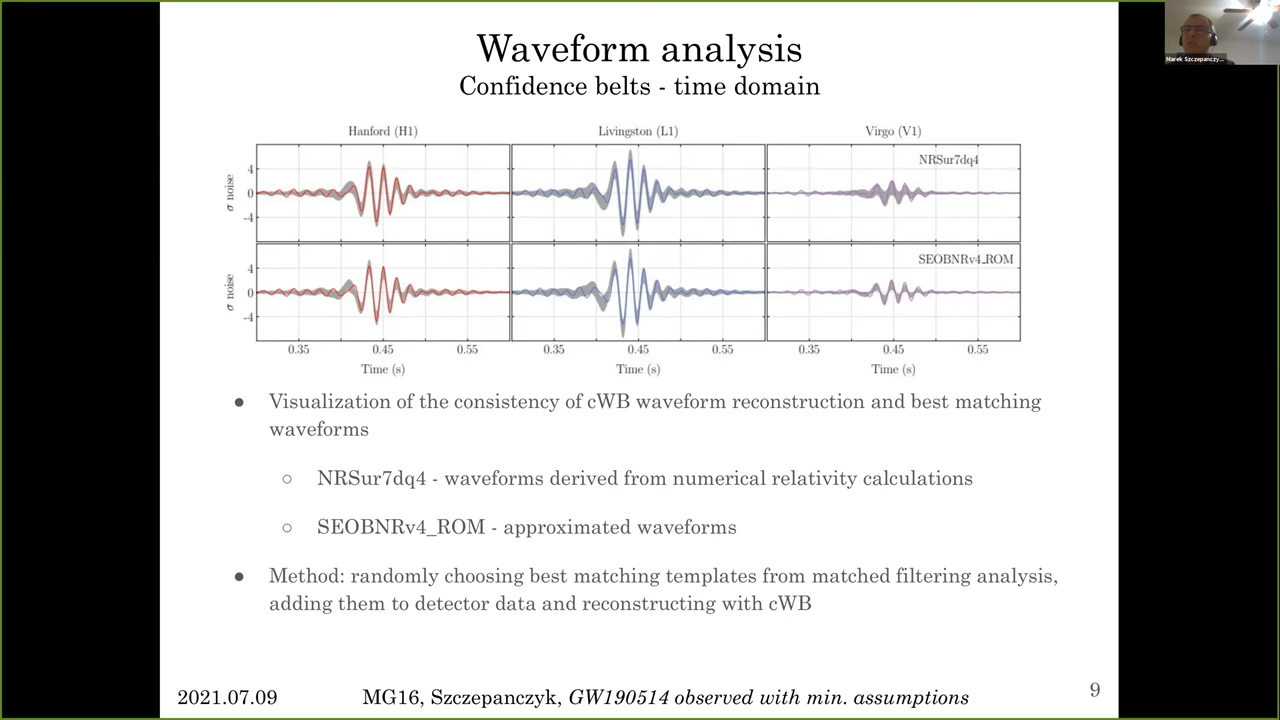 Marek Szczepanczy...
Waveform analysis
Confidence belts - time domain
Hanford (H1) Livingston (L1) Virgo (V1)
NRSur7dq4
σ noise
4
0
-4
SEOBNRv4_ROM
σ noise
4
0
-4
0.35 0.45 0.55 0.35 0.45 0.55 0.35 0.45 0.55
Time (s) Time (s) Time (s)
● Visualization of the consistency of cWB waveform reconstruction and best matching
waveforms
○ NRSur7dq4 - waveforms derived from numerical relativity calculations
○ SEOBNRv4_ROM - approximated waveforms
● Method: randomly choosing best matching templates from matched filtering analysis,
adding them to detector data and reconstructing with cWB
2021.07.09 MG16, Szczepanczyk, GW190514 observed with min. assumptions 9